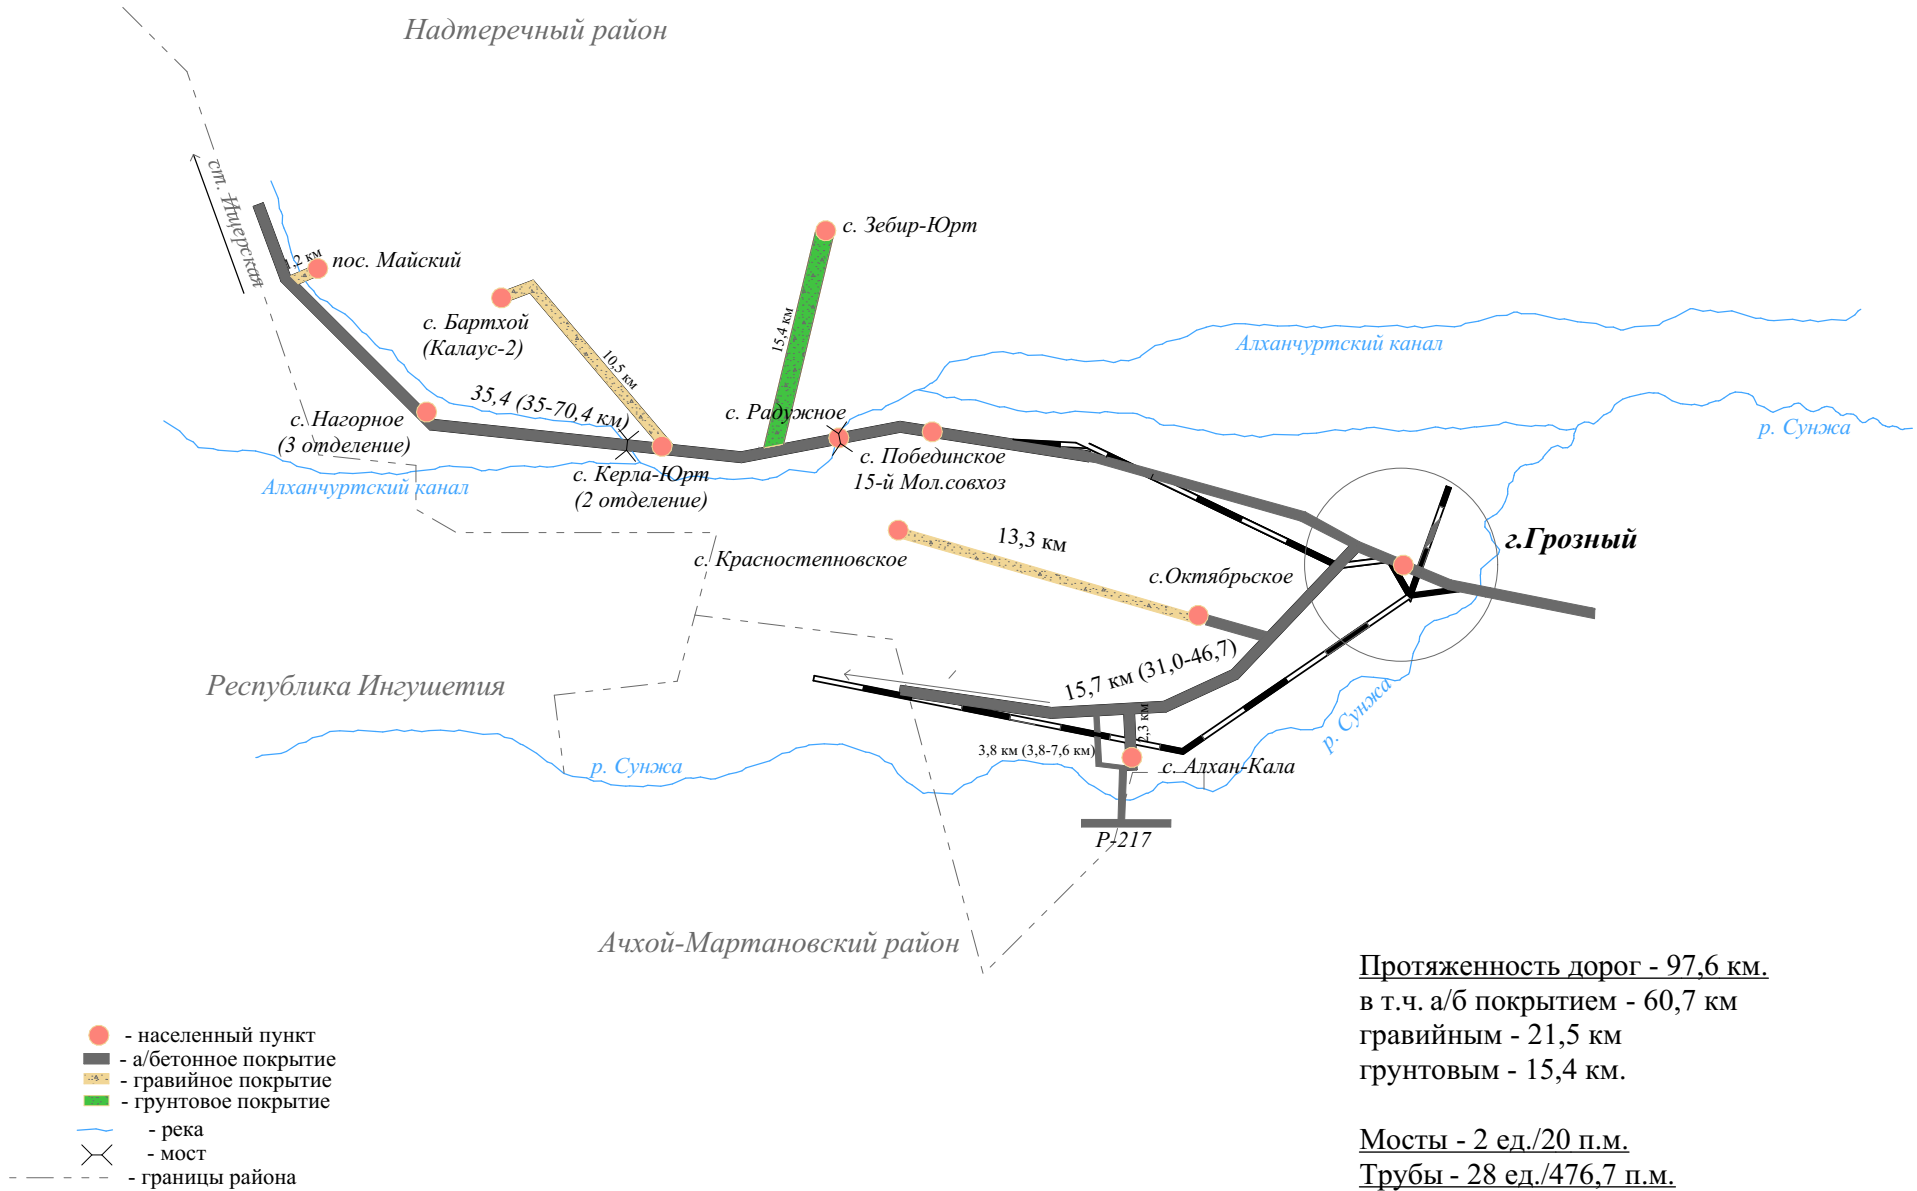 Надтеречный район
ст. Ищерская
с. Зебир-Юрт
1,2 км
пос. Майский
с. Бартхой
(Калаус-2)
15,4 км
10,5 км
Алханчуртский канал
35,4 (35-70,4 км)
с. Нагорное
(3 отделение)
с. Радужное
р. Сунжа
с. Побединское
15-й Мол.совхоз
с. Керла-Юрт
(2 отделение)
Алханчуртский канал
13,3 км
с. Красностепновское
г.Грозный
с.Октябрьское
15,7 км (31,0-46,7)
Республика Ингушетия
р. Сунжа
2,3 км
3,8 км (3,8-7,6 км)
с. Алхан-Кала
р. Сунжа
Р-217
Ачхой-Мартановский район
Протяженность дорог - 97,6 км.
в т.ч. а/б покрытием - 60,7 км
гравийным - 21,5 км
грунтовым - 15,4 км.
Мосты - 2 ед./20 п.м.
Трубы - 28 ед./476,7 п.м.
- населенный пункт
- а/бетонное покрытие
- гравийное покрытие
- грунтовое покрытие
- река
- мост
- границы района